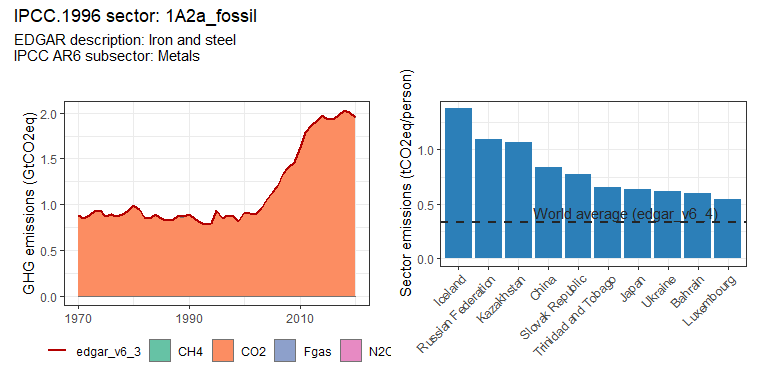 IPCC.1996 sector: 1A2a_fossil
EDGAR description: Iron and steel
IPCC AR6 subsector: Metals
GHG emissions (GtCO2eq)
2.0
1.5
1.0
0.5
0.0
1970
1990
2010
edgar_v6_3
CH4
CO2
Fgas
N2O
Sector emissions (tCO2eq/person)
1.0
0.5
0.0
World average (edgar_v6_4)
Iceland
Russian Federation
Kazakhstan
China
Slovak Republic
Trinidad and Tobago
Japan
Ukraine
Bahrain
Luxembourg